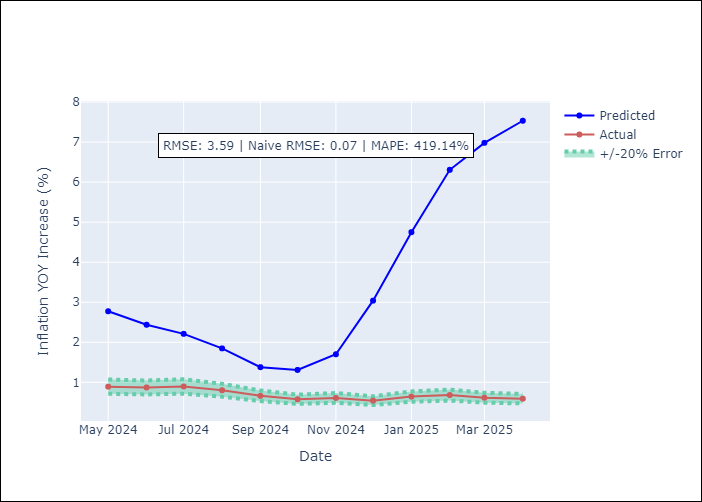 8
7
6
5
4
3
2
1
Inflation YOY Increase (%)
RMSE: 3.59 | Naive RMSE: 0.07 | MAPE: 419.14%
Predicted
Actual
+/-20% Error
May 2024
Jul 2024
Sep 2024
Nov 2024
Jan 2025
Mar 2025
Date